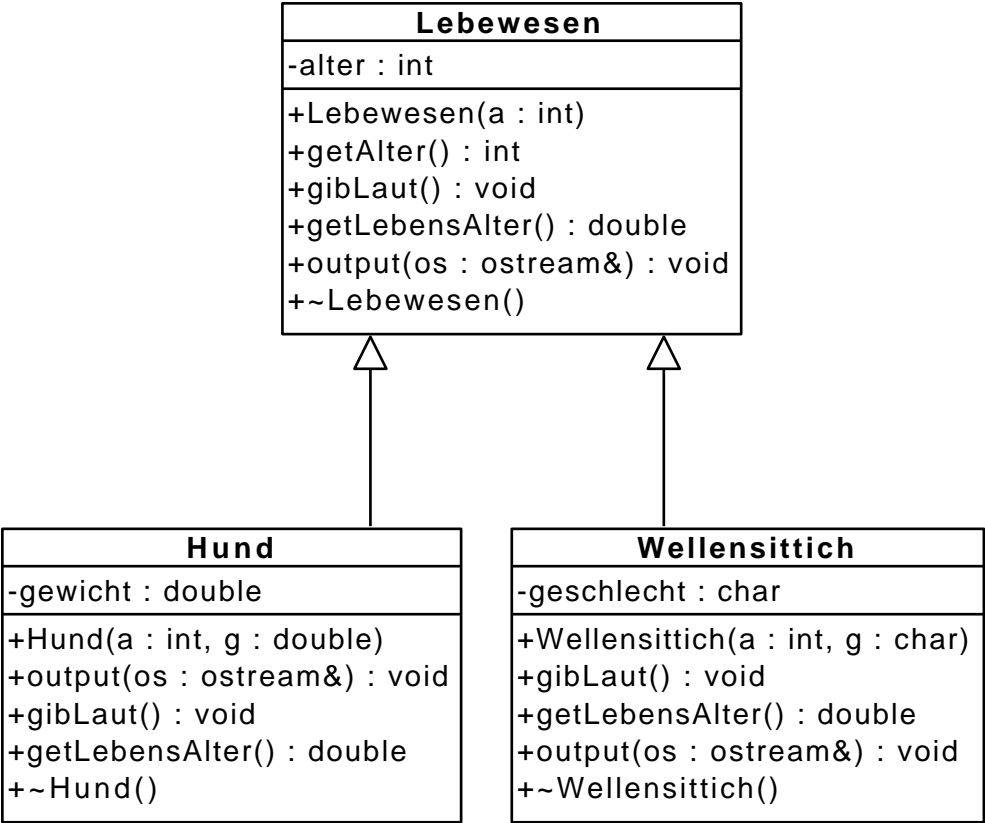 Lebewesen
-alter : int
+Lebewesen(a : int)
+getAlter() : int
+gibLaut() : void
+getLebensAlter() : double
+output(os : ostream&) : void
+~Lebewesen()
Hund
-gewicht : double
+Hund(a : int, g : double)
+output(os : ostream&) : void
+gibLaut() : void
+getLebensAlter() : double
+~Hund()
Wellensittich
-geschlecht : char
+Wellensittich(a : int, g : char)
+gibLaut() : void
+getLebensAlter() : double
+output(os : ostream&) : void
+~Wellensittich()